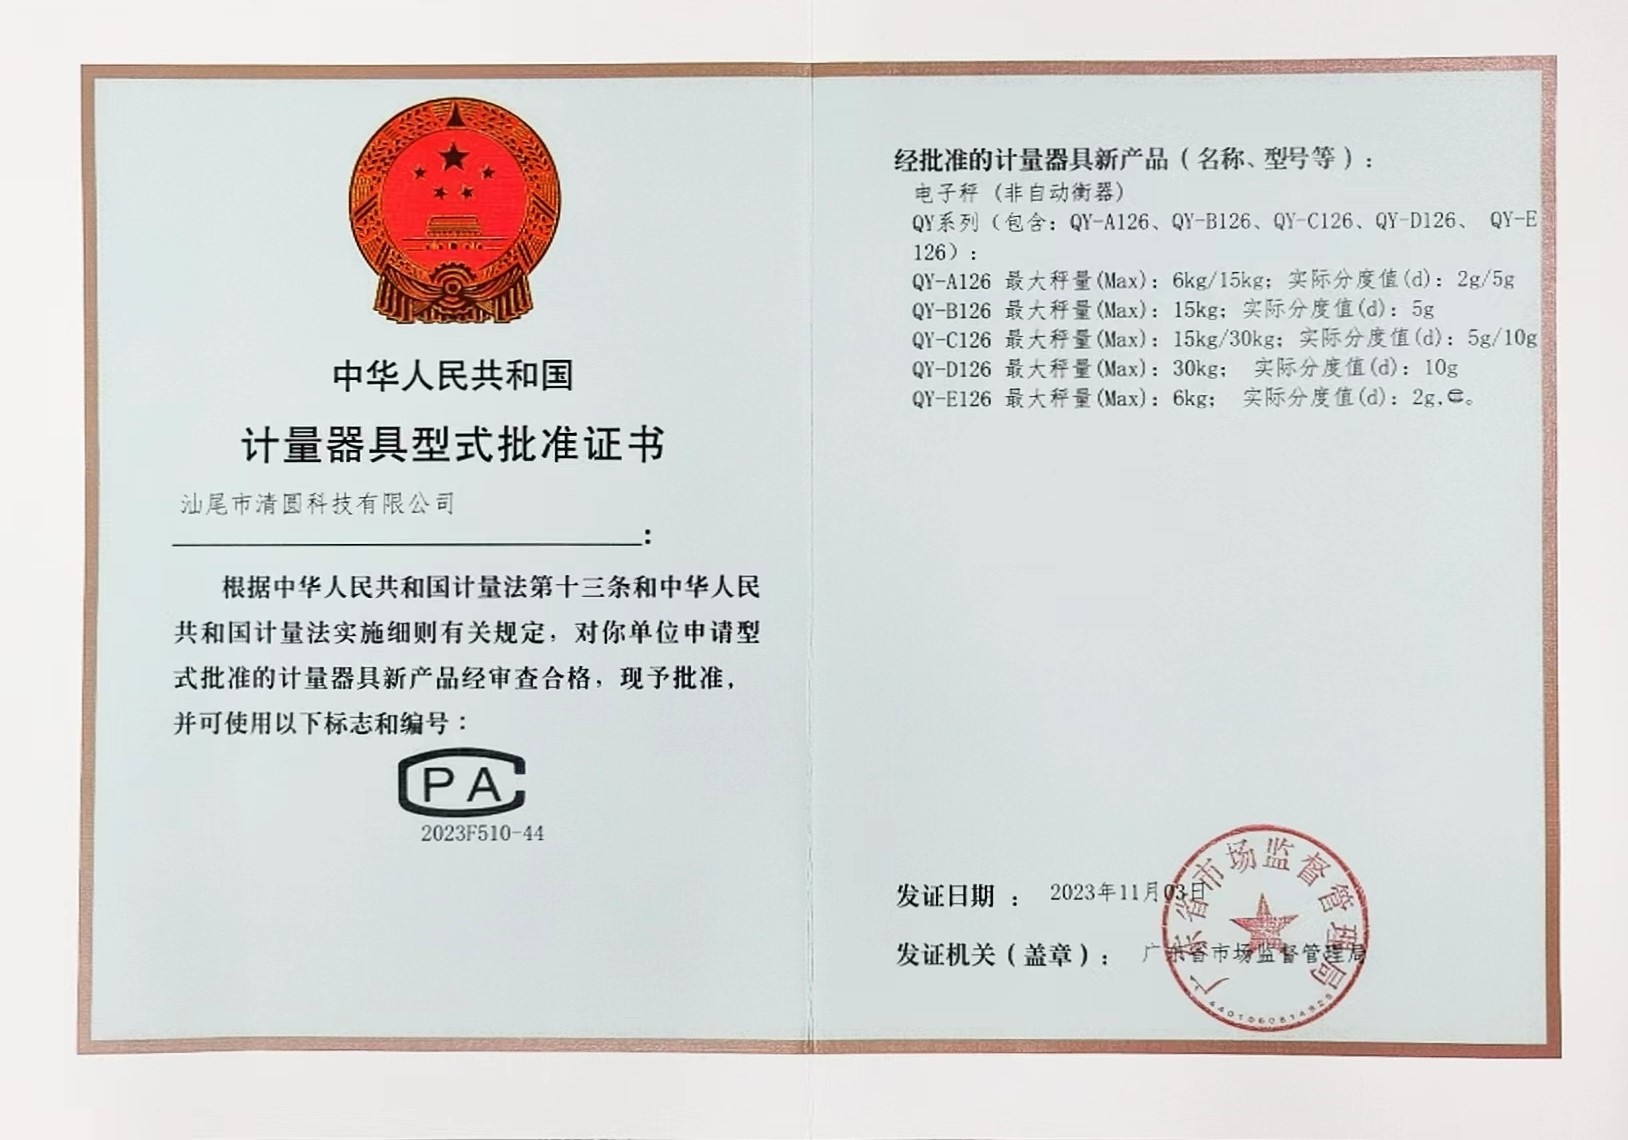 中华人民共和国
计量器具型式批准证书
汕尾市清圆科技有限公司
:
根据中华人民共和国计量法第十三条和中华人民
共和国计量法实施细则有关规定，对你单位申请型
式批准的计量器具新产品经审查合格，现予批准，
并可使用以下标志和编号：
PA
2023F510-44
经批准的计量器具新产品（名称、型号等）：
电子秤（非自动衡器）
QY系列（包含：QY-A126、QY-B126、QY-C126、QY-D126、 QY-E
126）：
QY-A126 最大秤量(Max)：6kg/15kg；实际分度值(d)：2g/5g
QY-B126 最大秤量(Max)：15kg；实际分度值(d)：5g
QY-C126 最大秤量(Max)：15kg/30kg；实际分度值(d)：5g/10g
QY-D126 最大秤量(Max)：30kg； 实际分度值(d)：10g
QY-E126 最大秤量(Max)：6kg； 实际分度值(d)：2g,㊂。
发证日期 ： 2023年11月03日
发证机关（盖章）： 广东省市场监督管理局
广东省市场监督管理局